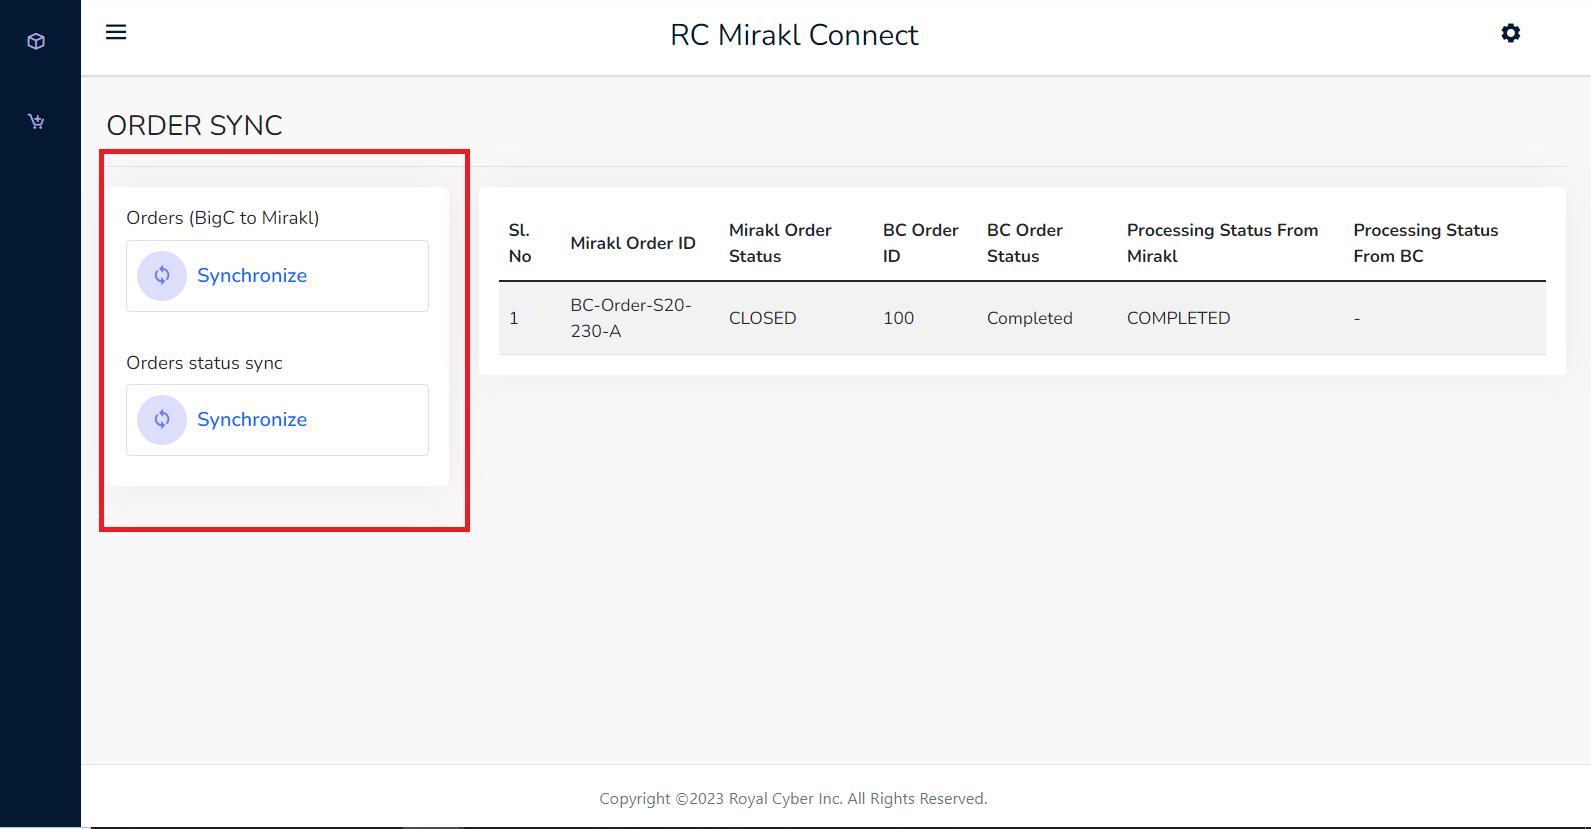 RC Mirakl Connect
ORDER SYNC
Orders (BigC to Mirakl)
Synchronize
Orders status sync
Synchronize
Sl. No
Mirakl Order ID
Mirakl Order Status
BC Order ID
BC Order Status
Processing Status From Mirakl
Processing Status From BC
1
BC-Order-S20-
230-A
CLOSED
100
Completed
COMPLETED
-
Copyright ©2023 Royal Cyber Inc. All Rights Reserved.